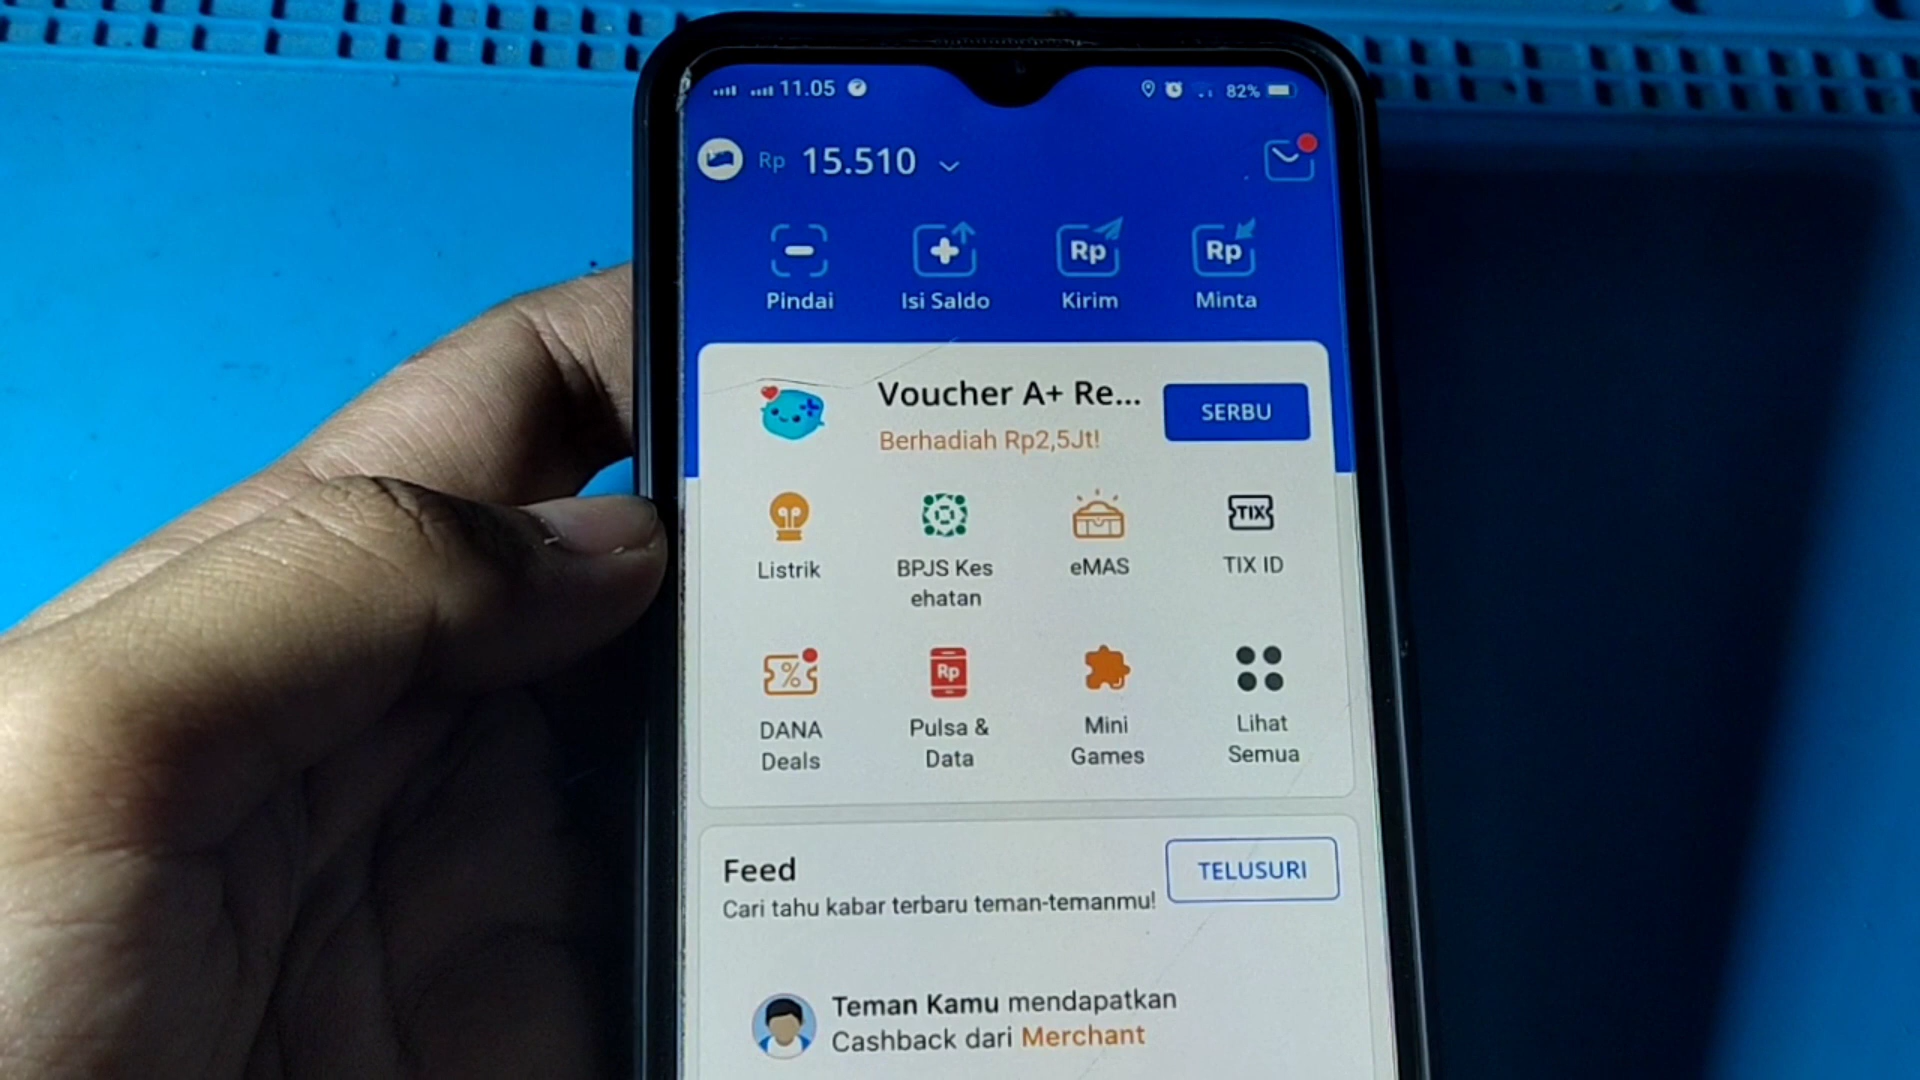 11.05 82%
Rp 15.510
Rp Rp
Pindai Isi Saldo Kirim Minta
Voucher A+ Re...
SERBU
Berhadiah Rp2,5Jt!
TIX
Listrik BPJS Kes eMAS TIX ID
ehatan
% Rp
DANA Pulsa & Mini Lihat
Deals Data Games Semua
Feed
TELUSURI
Cari tahu kabar terbaru teman-temanmu!
Teman Kamu mendapatkan
Cashback dari Merchant